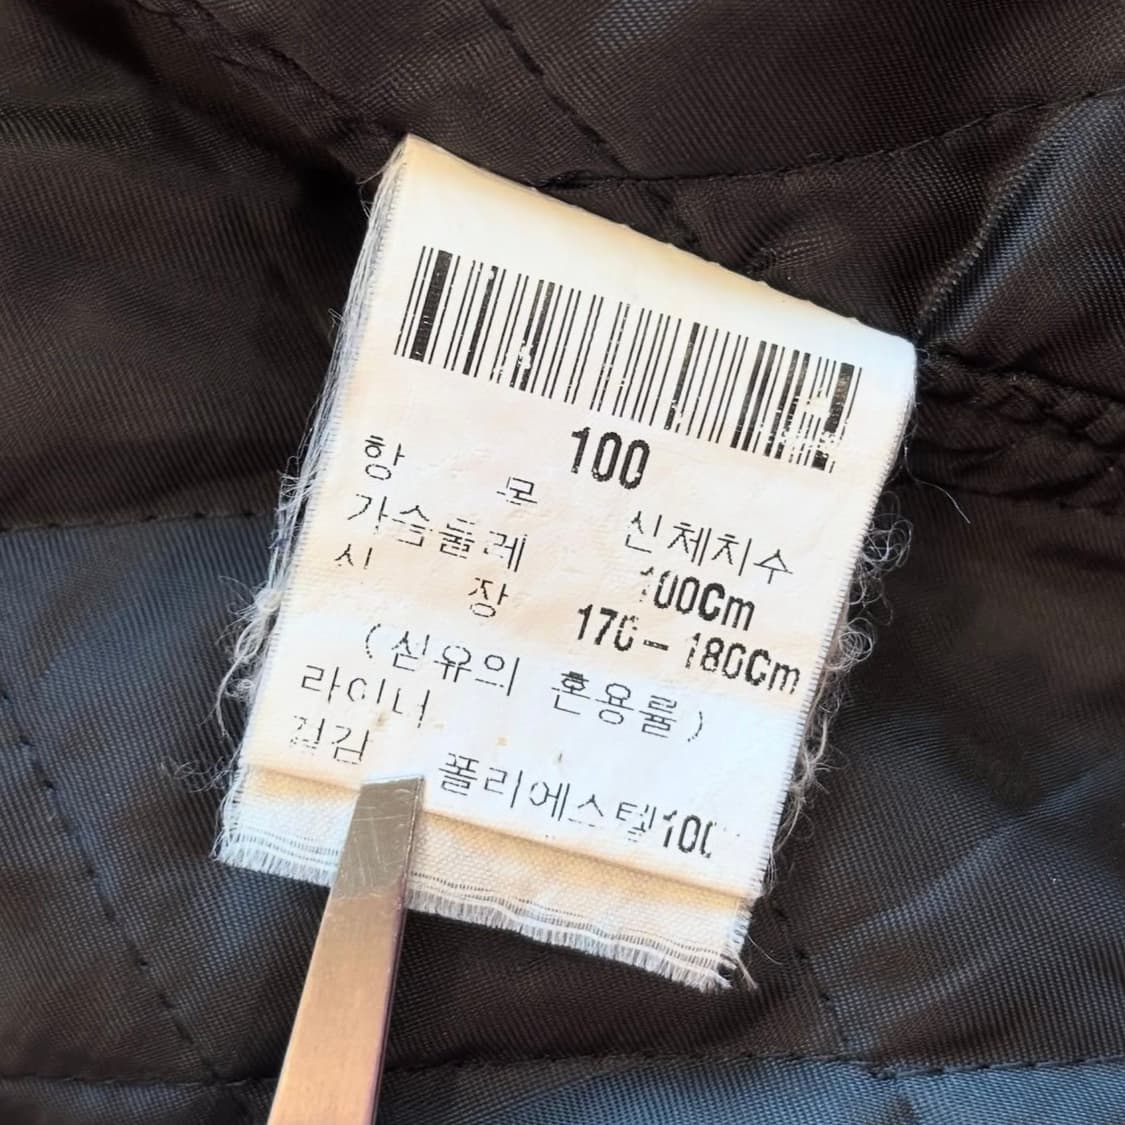 100
항 목 신체치수
가슴둘레 100Cm
신 장 170-180Cm
(섬유의 혼용률)
라이너
겉감 폴리에스텔100